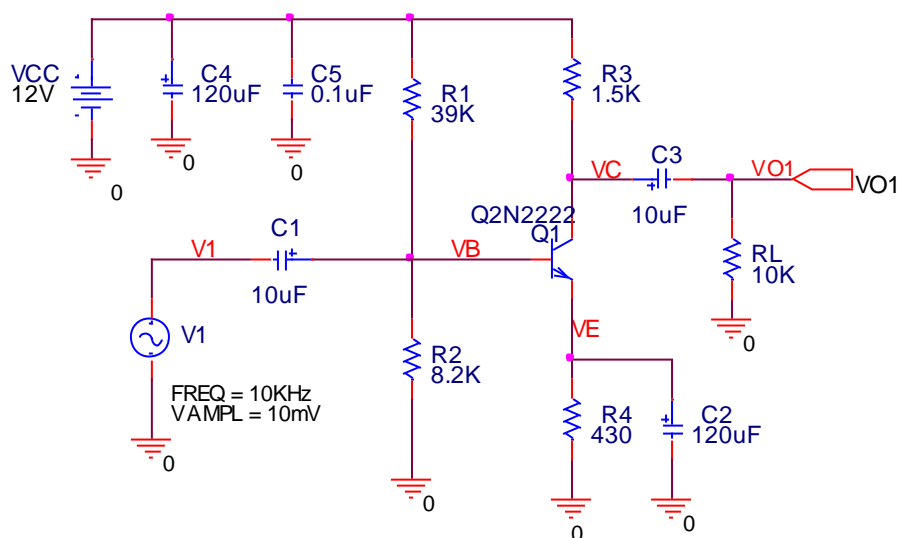 VCC
12V
C4
120uF
C5
0.1uF
R1
39K
R3
1.5K
0
0
0
VC
C3
10uF
VO1
VO1
Q2N2222
Q1
C1
10uF
V1
VB
RL
10K
0
V1
FREQ = 10KHz
VAMPL = 10mV
0
R2
8.2K
0
VE
R4
430
C2
120uF
0
0